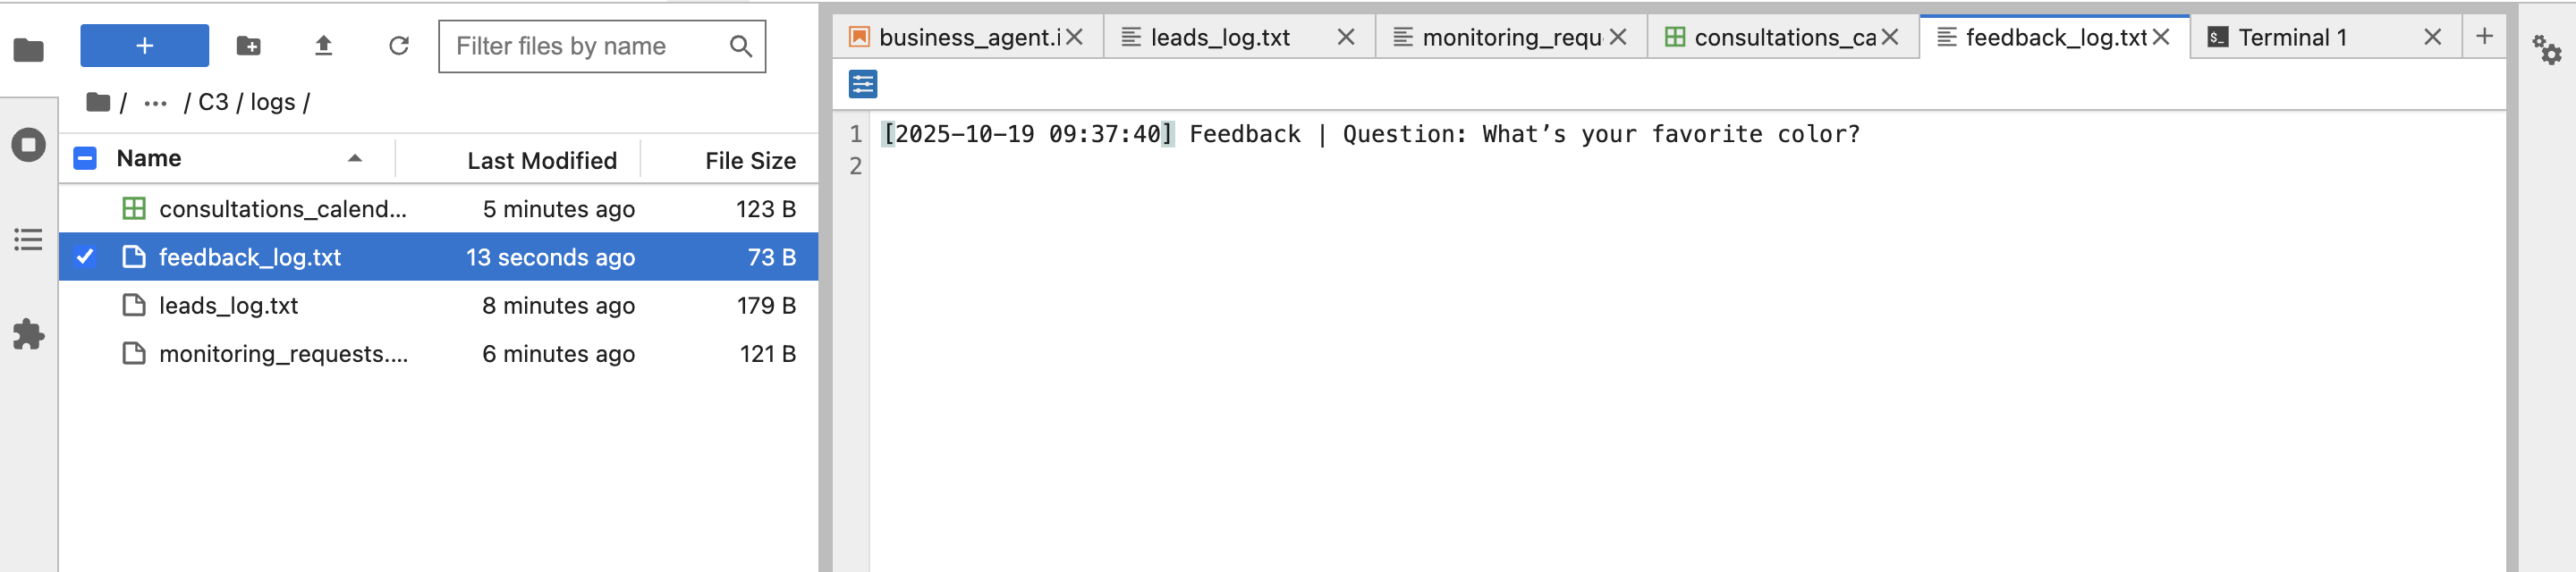 Filter files by name
/ ... / C3 / logs /
Name Last Modified File Size
consultations_calend... 5 minutes ago 123 B
feedback_log.txt 13 seconds ago 73 B
leads_log.txt 8 minutes ago 179 B
monitoring_requests.... 6 minutes ago 121 B
business_agent.i leads_log.txt monitoring_requ consultations_ca feedback_log.txt $_ Terminal 1
1 [2025-10-19 09:37:40] Feedback | Question: What’s your favorite color?
2